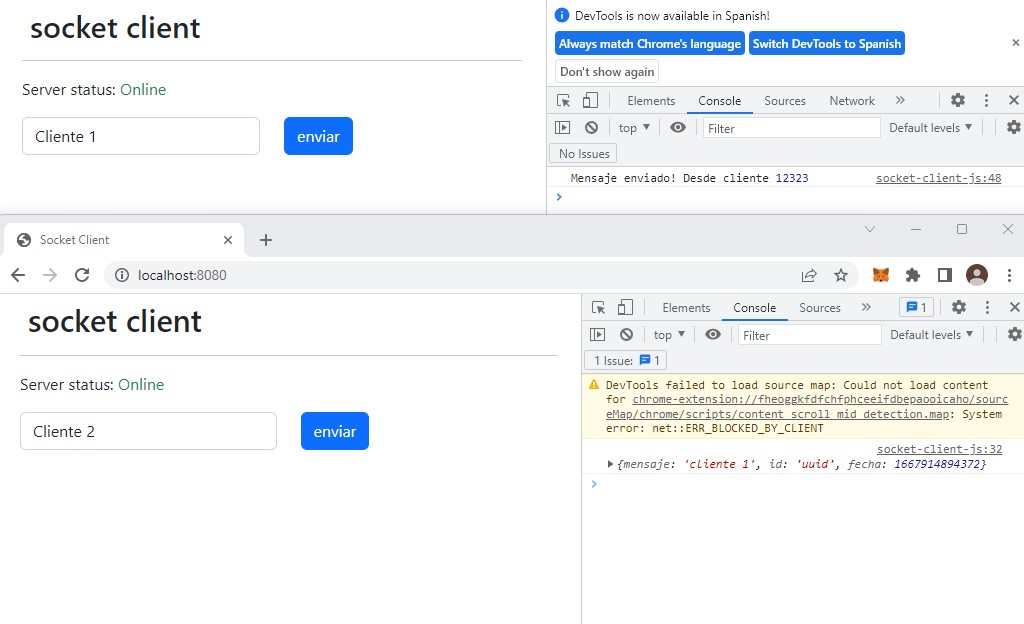 socket client
Server status: Online
Cliente 1
enviar
DevTools is now available in Spanish!
Always match Chrome's language
Switch DevTools to Spanish
Don't show again
Elements Console Sources Network
top Filter Default levels
No Issues
Mensaje enviado! Desde cliente 12323 socket-client-js:48
Socket Client
localhost:8080
socket client
Server status: Online
Cliente 2
enviar
Elements Console Sources 1
top Filter Default levels
1 Issue: 1
DevTools failed to load source map: Could not load content
for chrome-extension://fheoggkfdfchfphceeifdbepaooicaho/sourc
eMap/chrome/scripts/content_scroll_mid_detection.map: System
error: net::ERR_BLOCKED_BY_CLIENT
socket-client-js:32
{mensaje: 'cliente 1', id: 'uuid', fecha: 1667914894372}